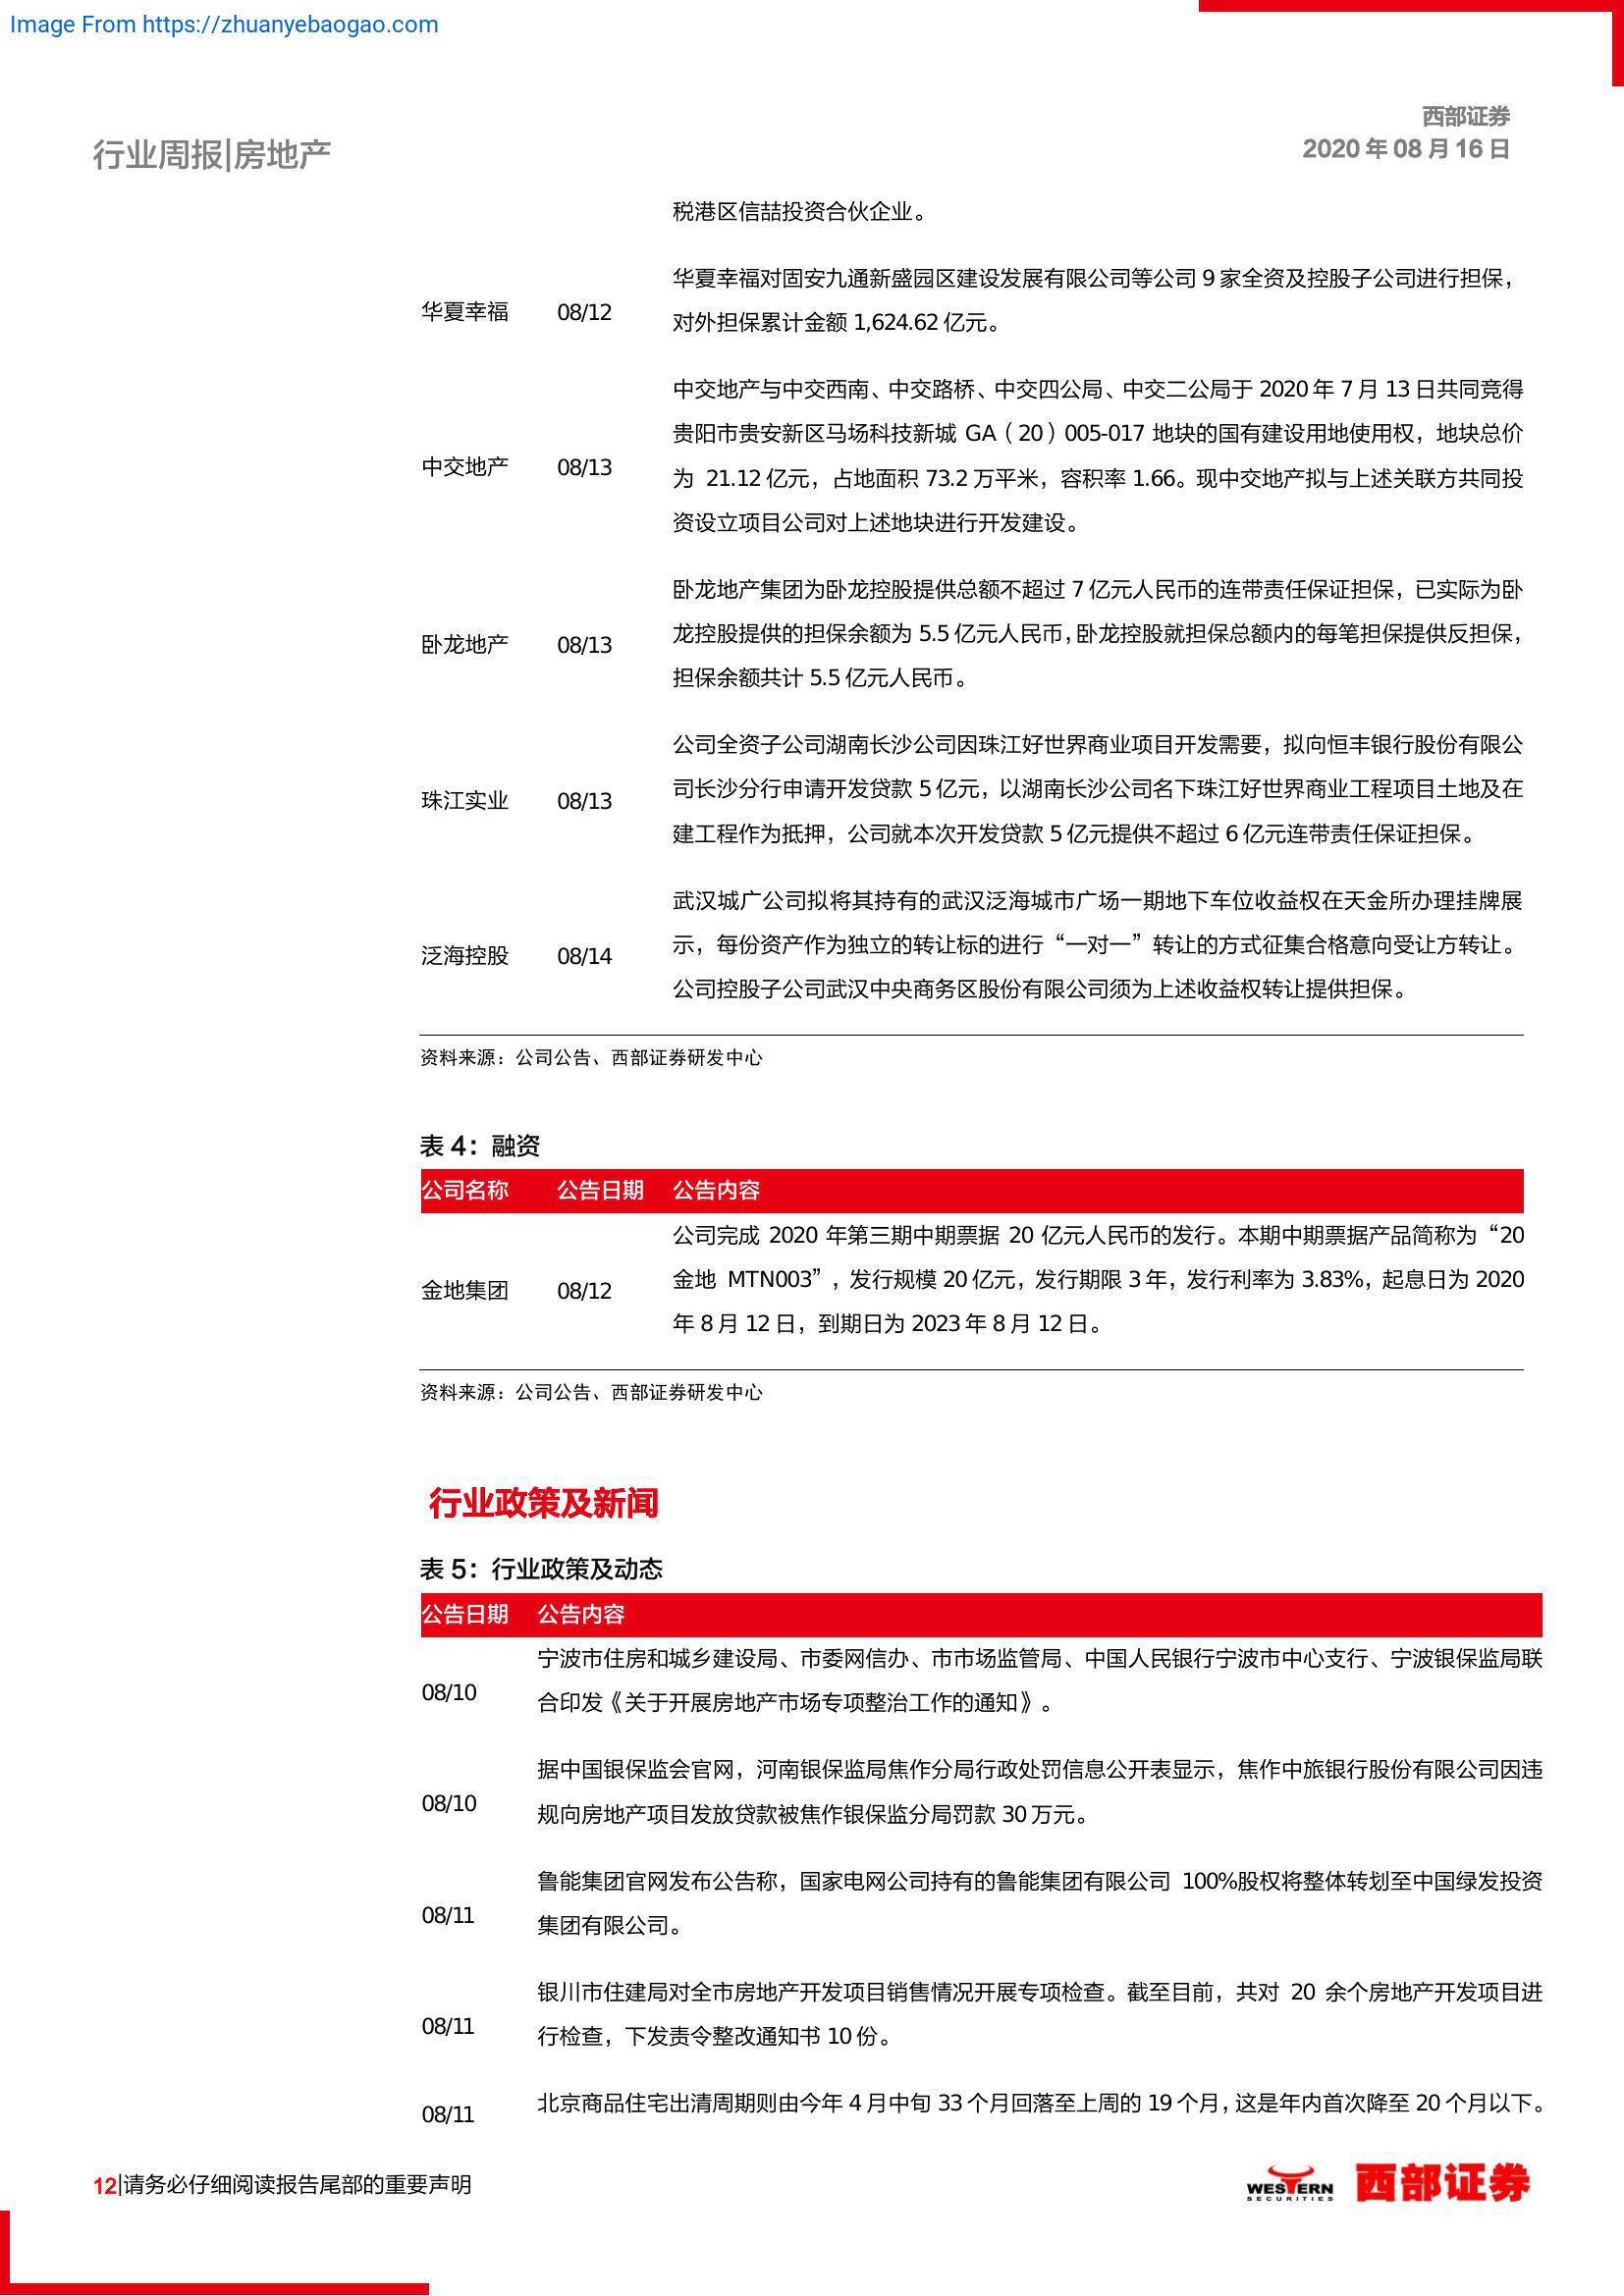 Image From https://zhuanyebaogao.com
西部证券
2020 年 08 月 16 日
行业周报|房地产
税港区信喆投资合伙企业。
华夏幸福 08/12
华夏幸福对固安九通新盛园区建设发展有限公司等公司 9 家全资及控股子公司进行担保，
对外担保累计金额 1,624.62 亿元。
中交地产 08/13
中交地产与中交西南、中交路桥、中交四公局、中交二公局于 2020 年 7 月 13 日共同竞得
贵阳市贵安新区马场科技新城 GA（20）005-017 地块的国有建设用地使用权，地块总价
为 21.12 亿元，占地面积 73.2 万平米，容积率 1.66。现中交地产拟与上述关联方共同投
资设立项目公司对上述地块进行开发建设。
卧龙地产 08/13
卧龙地产集团为卧龙控股提供总额不超过 7 亿元人民币的连带责任保证担保，已实际为卧
龙控股提供的担保余额为 5.5 亿元人民币，卧龙控股就担保总额内的每笔担保提供反担保，
担保余额共计 5.5 亿元人民币。
珠江实业 08/13
公司全资子公司湖南长沙公司因珠江好世界商业项目开发需要，拟向恒丰银行股份有限公
司长沙分行申请开发贷款 5 亿元，以湖南长沙公司名下珠江好世界商业工程项目土地及在
建工程作为抵押，公司就本次开发贷款 5 亿元提供不超过 6 亿元连带责任保证担保。
泛海控股 08/14
武汉城广公司拟将其持有的武汉泛海城市广场一期地下车位收益权在天金所办理挂牌展
示，每份资产作为独立的转让标的进行“一对一”转让的方式征集合格意向受让方转让。
公司控股子公司武汉中央商务区股份有限公司须为上述收益权转让提供担保。
资料来源：公司公告、西部证券研发中心
表 4：融资
公司名称 公告日期 公告内容
金地集团 08/12
公司完成 2020 年第三期中期票据 20 亿元人民币的发行。本期中期票据产品简称为“20
金地 MTN003”，发行规模 20 亿元，发行期限 3 年，发行利率为 3.83%，起息日为 2020
年 8 月 12 日，到期日为 2023 年 8 月 12 日。
资料来源：公司公告、西部证券研发中心
行业政策及新闻
表 5：行业政策及动态
公告日期 公告内容
08/10
宁波市住房和城乡建设局、市委网信办、市市场监管局、中国人民银行宁波市中心支行、宁波银保监局联
合印发《关于开展房地产市场专项整治工作的通知》。
08/10
据中国银保监会官网，河南银保监局焦作分局行政处罚信息公开表显示，焦作中旅银行股份有限公司因违
规向房地产项目发放贷款被焦作银保监分局罚款 30 万元。
08/11
鲁能集团官网发布公告称，国家电网公司持有的鲁能集团有限公司 100%股权将整体转划至中国绿发投资
集团有限公司。
08/11
银川市住建局对全市房地产开发项目销售情况开展专项检查。截至目前，共对 20 余个房地产开发项目进
行检查，下发责令整改通知书 10 份。
08/11
北京商品住宅出清周期则由今年 4 月中旬 33 个月回落至上周的 19 个月，这是年内首次降至 20 个月以下。
12|请务必仔细阅读报告尾部的重要声明
WESTERN
SECURITIES
西部证券